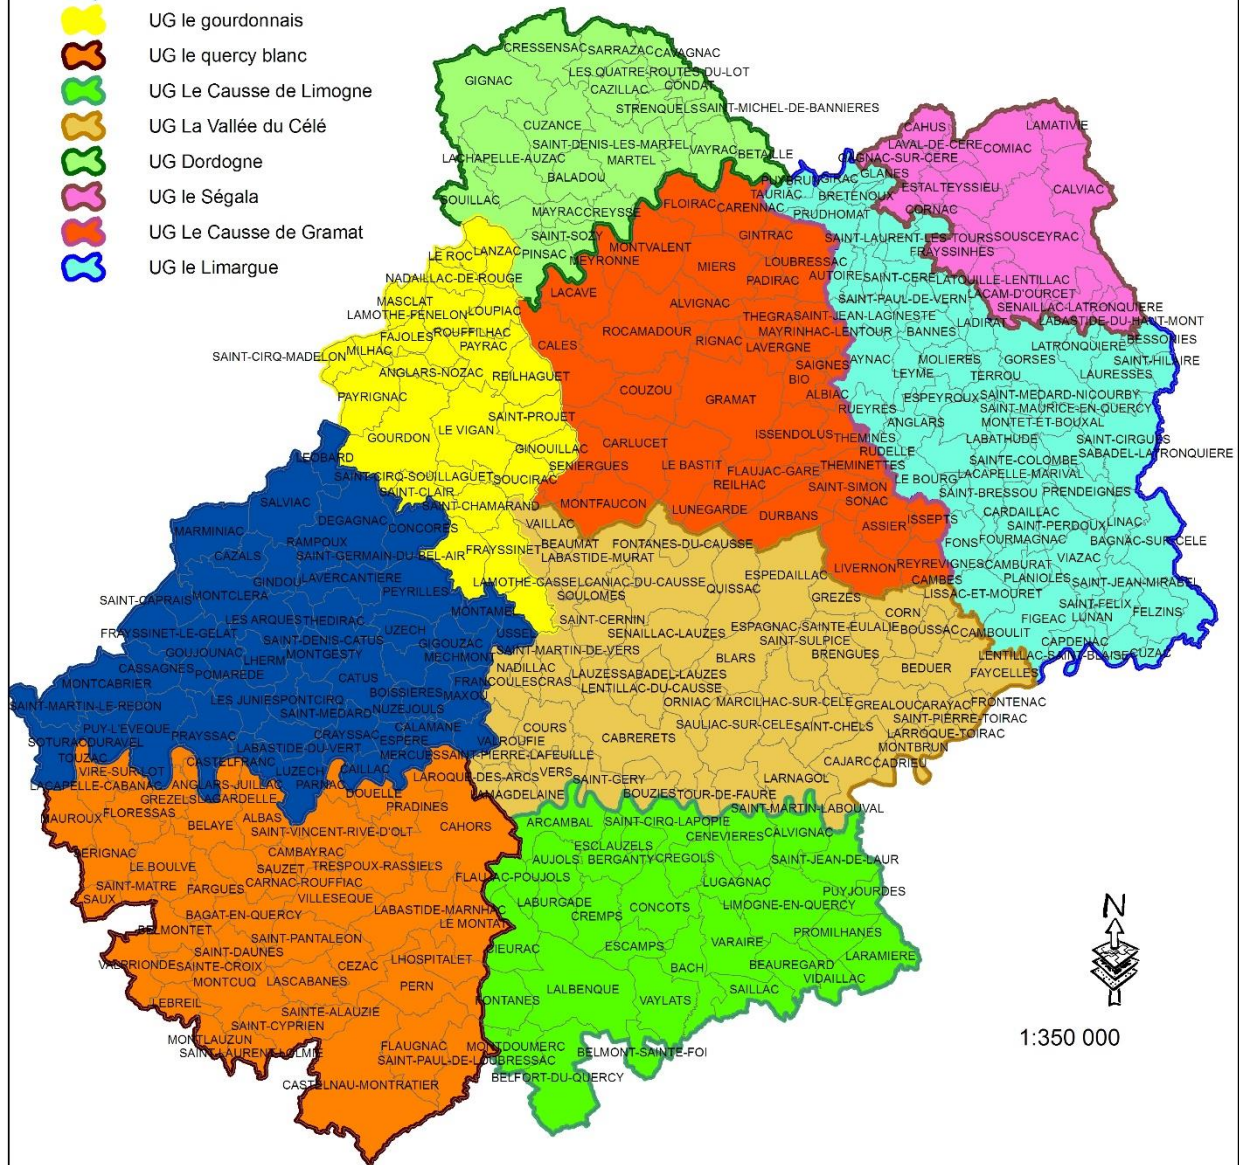 UG le gourdonnais
UG le quercy blanc
UG Le Causse de Limogne
UG La Vallée du Célé
UG Dordogne
UG le Ségala
UG Le Causse de Gramat
UG le Limargue
CRESSENSAC
SARRAZAC
CAVAGNAC
GIGNAC
LES QUATRE-ROUTES-DU-LOT
CONDAT
CAZILLAC
STRENQUELS
SAINT-MICHEL-DE-BANNIERES
CUZANCE
SAINT-DENIS-LES-MARTEL
VAYRAC
BETAILLE
LACHAPELLE-AUZAC
MARTEL
BALADOU
SOUILLAC
MAYRAC
CREYSSE
SAINT-SOZY
PINSAC
MEYRONNE
CAHUS
LAMATIVIE
LAVAL-DE-CERE
COMIAC
GAGNAC-SUR-CERE
GLANES
ESTAL
TEYSSIEU
CALVIAC
CORNAC
SOUSCEYRAC
FRAYSSINHES
LATOUILLE-LENTILLAC
LACAM-D'OURCET
SENAILLAC-LATRONQUIERE
LABASTIDE-DU-HAUT-MONT
PUYBRUN
GIRAC
TAURIAC
BRETENOUX
PRUDHOMAT
SAINT-LAURENT-LES-TOURS
AUTOIRE
SAINT-CERE
SAINT-PAUL-DE-VERN
SAINT-JEAN-LAGINESTE
BANNES
LADIRAT
LATRONQUIERE
BESSONIES
SAINT-HILAIRE
AYNAC
MOLIERES
GORSES
LEYME
TERROU
LAURESSES
ESPEYROUX
SAINT-MEDARD-NICOURBY
RUEYRES
SAINT-MAURICE-EN-QUERCY
ANGLARS
MONTET-ET-BOUXAL
LABATHUDE
SAINT-CIRGUES
RUDELLE
SABADEL-LATRONQUIERE
SAINTE-COLOMBE
LACAPELLE-MARIVAL
LE BOURG
SAINT-BRESSOU
PRENDEIGNES
CARDAILLAC
SAINT-PERDOUX
LINAC
FONS
FOURMAGNAC
BAGNAC-SUR-CELE
VIAZAC
CAMBURAT
PLANIOLES
SAINT-JEAN-MIRABEL
LISSAC-ET-MOURET
SAINT-FELIX
FIGEAC
LUNAN
FELZINS
CAPDENAC
LENTILLAC-SAINT-BLAISE
CUZAC
FLOIRAC
CARENNAC
GINTRAC
MONTVALENT
LOUBRESSAC
MIERS
PADIRAC
LACAVE
ALVIGNAC
THEGRA
ROCAMADOUR
MAYRINHAC-LENTOUR
CALES
RIGNAC
LAVERGNE
SAIGNES
BIO
COUZOU
GRAMAT
ALBIAC
ISSENDOLUS
THEMINES
CARLUCET
LE BASTIT
FLAUJAC-GARE
THEMINETTES
REILHAC
SAINT-SIMON
SONAC
SENIERGUES
MONTFAUCON
LUNEGARDE
DURBANS
ASSIER
ISSEPTS
LIVERNON
REYREVIGNES
CAMBES
LE ROC
LANZAC
NADAILLAC-DE-ROUGE
MASCLAT
LAMOTHE-FENELON
LOUPIAC
FAJOLES
ROUFFILHAC
PAYRAC
SAINT-CIRQ-MADELON
MILHAC
ANGLARS-NOZAC
REILHAGUET
PAYRIGNAC
SAINT-PROJET
LE VIGAN
GOURDON
GINOUILLAC
SAINT-CIRQ-SOUILLAGUET
SOUCIRAC
SAINT-CLAIR
SAINT-CHAMARAND
FRAYSSINET
LEOBARD
SALVIAC
DEGAGNAC
CONCORES
MARMINIAC
RAMPOUX
CAZALS
SAINT-GERMAIN-DU-BEL-AIR
GINDOU
LAVERCANTIERE
PEYRILLES
SAINT-CAPRAIS
MONTCLERA
MONTAMEL
LES ARQUES
THEDIRAC
FRAYSSINET-LE-GELAT
SAINT-DENIS-CATUS
UZECH
USSEL
GOUJOUNAC
LHERM
MONTGESTY
GIGOUZAC
MECHMONT
CASSAGNES
POMAREDE
MONTCABRIER
CATUS
BOISSIERES
MAXOU
LES JUNIES
PONTCIRQ
SAINT-MARTIN-LE-REDON
SAINT-MEDARD
NUZEJOULS
PUY-L'EVEQUE
CALAMANE
PRAYSSAC
CRAYSSAC
ESPERE
SOTURAC
DURAVEL
LABASTIDE-DU-VERT
MERCUES
TOUZAC
CASTELFRANC
LUZECH
CAILLAC
PARNAC
VAILLAC
BEAUMAT
FONTANES-DU-CAUSSE
LABASTIDE-MURAT
LAMOTHE-CASSEL
CANIAC-DU-CAUSSE
ESPEDAILLAC
SOULOMES
QUISSAC
GREZES
SAINT-CERNIN
CORN
SENAILLAC-LAUZES
ESPAGNAC-SAINTE-EULALIE
BOUSSAC
CAMBOULIT
SAINT-SULPICE
SAINT-MARTIN-DE-VERS
BLARS
BRENGUES
BEDUER
NADILLAC
FAYCELLES
FRANCOULES
CRAS
LAUZES
SABADEL-LAUZES
LENTILLAC-DU-CAUSSE
ORNIAC
MARCILHAC-SUR-CELE
GREALOU
CARAYAC
FRONTENAC
SAINT-PIERRE-TOIRAC
COURS
SAULIAC-SUR-CELE
SAINT-CHELS
LARROQUE-TOIRAC
VALROUFIE
CABRERETS
MONTBRUN
SAINT-PIERRE-LAFEUILLE
CAJARC
CADRIEU
LAROQUE-DES-ARCS
VERS
SAINT-GERY
LARNAGOL
LAMAGDELAINE
BOUZIES
TOUR-DE-FAURE
SAINT-MARTIN-LABOUVAL
VIRE-SUR-LOT
LACAPELLE-CABANAC
ANGLARS-JUILLAC
DOUELLE
GREZELS
LAGARDELLE
PRADINES
MAUROUX
FLORESSAS
ALBAS
BELAYE
SAINT-VINCENT-RIVE-D'OLT
CAHORS
SERIGNAC
CAMBAYRAC
LE BOULVE
SAUZET
TRESPOUX-RASSIELS
SAINT-MATRE
CARNAC-ROUFFIAC
FARGUES
SAUX
VILLESEQUE
BAGAT-EN-QUERCY
LABASTIDE-MARNHAC
LE MONTAT
BELMONTET
SAINT-PANTALEON
SAINT-DAUNES
VALPRIONDE
SAINTE-CROIX
CEZAC
LHOSPITALET
MONTCUQ
LASCABANES
PERN
LEBREIL
SAINTE-ALAUZIE
SAINT-CYPRIEN
MONTLAUZUN
FLAUGNAC
SAINT-LAURENT-LOLMIE
SAINT-PAUL-DE-LOUBRESSAC
CASTELNAU-MONTRATIER
ARCAMBAL
SAINT-CIRQ-LAPOPIE
CENEVIERES
CALVIGNAC
ESCLAUZELS
AUJOLS
BERGANTY
CREGOLS
SAINT-JEAN-DE-LAUR
FLAUJAC-POUJOLS
LUGAGNAC
PUYJOURDES
LABURGADE
CONCOTS
LIMOGNE-EN-QUERCY
CREMPS
PROMILHANES
CIEURAC
ESCAMPS
VARAIRE
LARAMIERE
BACH
BEAUREGARD
VIDAILLAC
LALBENQUE
SAILLAC
FONTANES
VAYLATS
MONTDOUMERC
BELMONT-SAINTE-FOI
BELFORT-DU-QUERCY
N
1:350 000